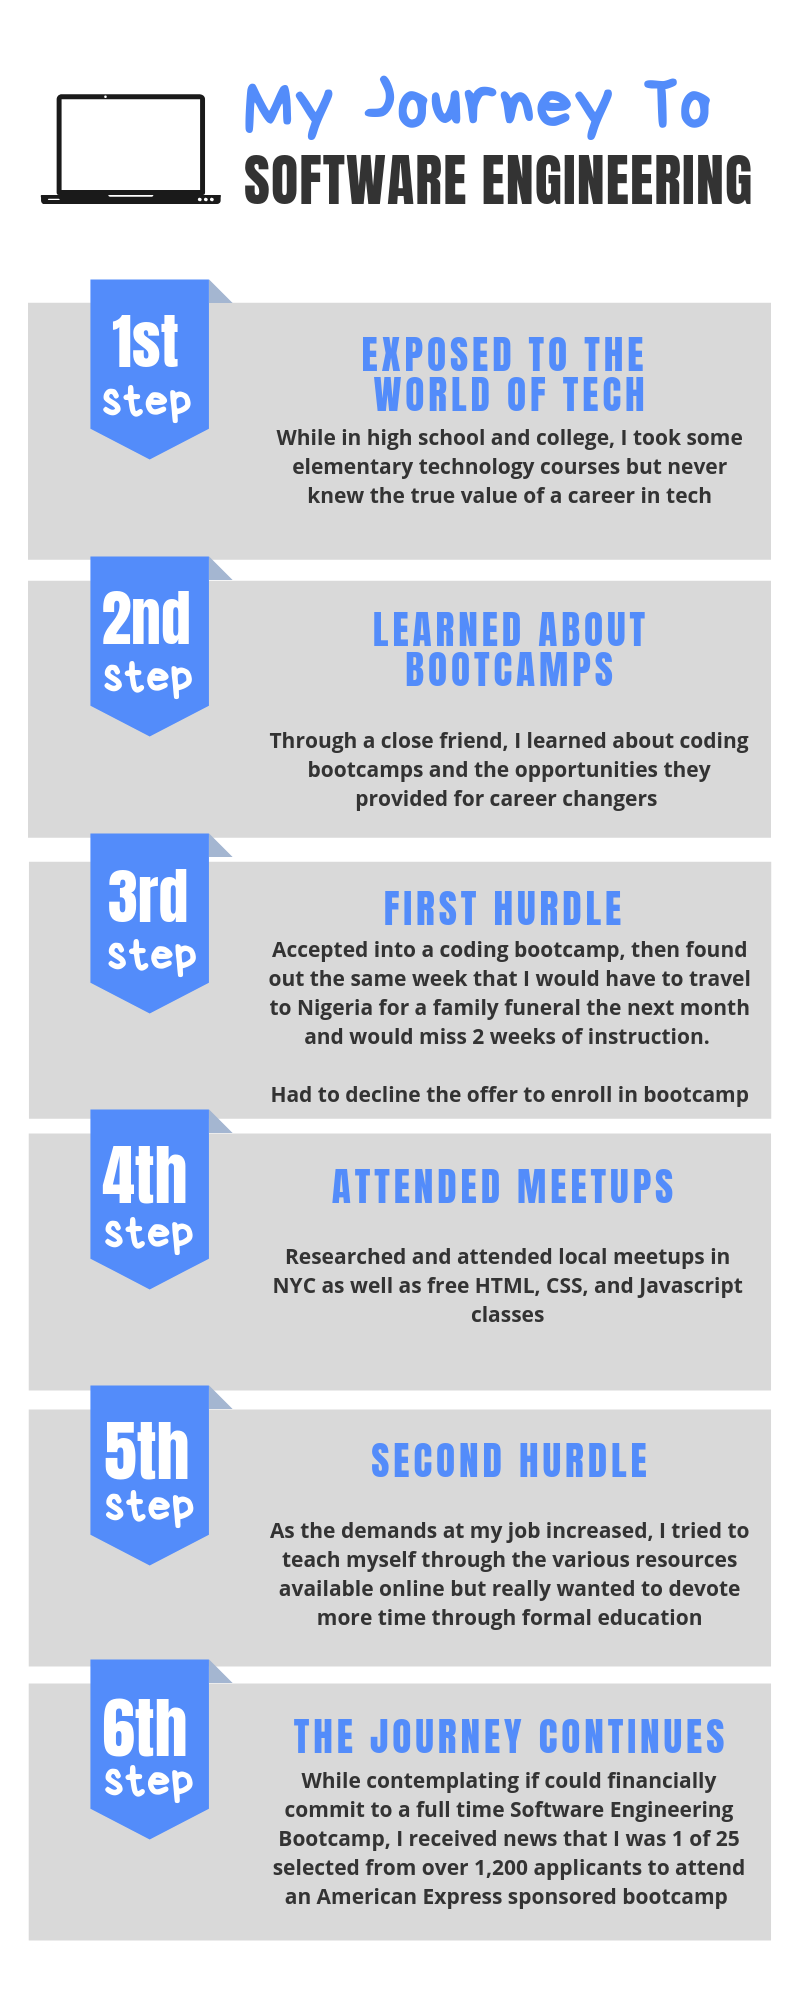 My Journey To
SOFTWARE ENGINEERING
1st
step
EXPOSED TO THE
WORLD OF TECH
While in high school and college, I took some
elementary technology courses but never
knew the true value of a career in tech
2nd
step
LEARNED ABOUT
BOOTCAMPS
Through a close friend, I learned about coding
bootcamps and the opportunities they
provided for career changers
3rd
step
FIRST HURDLE
Accepted into a coding bootcamp, then found
out the same week that I would have to travel
to Nigeria for a family funeral the next month
and would miss 2 weeks of instruction.
Had to decline the offer to enroll in bootcamp
4th
step
ATTENDED MEETUPS
Researched and attended local meetups in
NYC as well as free HTML, CSS, and Javascript
classes
5th
step
SECOND HURDLE
As the demands at my job increased, I tried to
teach myself through the various resources
available online but really wanted to devote
more time through formal education
6th
step
THE JOURNEY CONTINUES
While contemplating if could financially
commit to a full time Software Engineering
Bootcamp, I received news that I was 1 of 25
selected from over 1,200 applicants to attend
an American Express sponsored bootcamp